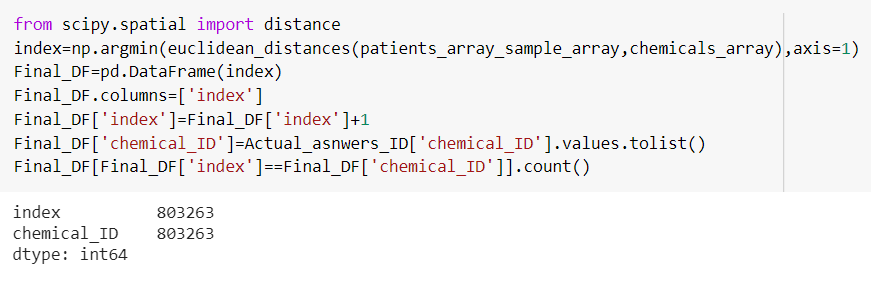 from scipy.spatial import distance
index=np.argmin(euclidean_distances(patients_array_sample_array,chemicals_array),axis=1)
Final_DF=pd.DataFrame(index)
Final_DF.columns=['index']
Final_DF['index']=Final_DF['index']+1
Final_DF['chemical_ID']=Actual_asnwers_ID['chemical_ID'].values.tolist()
Final_DF[Final_DF['index']==Final_DF['chemical_ID']].count()
index          803263
chemical_ID    803263
dtype: int64